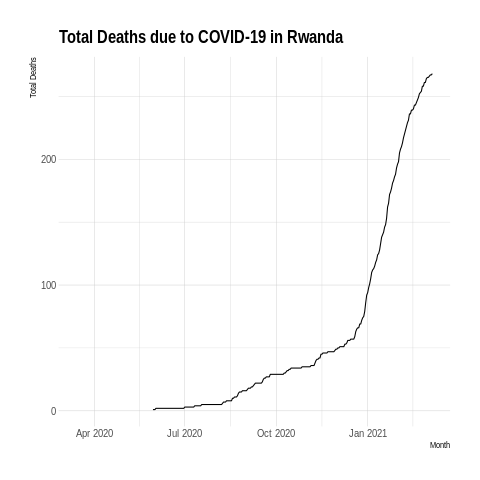 Total Deaths due to COVID-19 in Rwanda
Total Deaths
200
100
0
Apr 2020 Jul 2020 Oct 2020 Jan 2021
Month